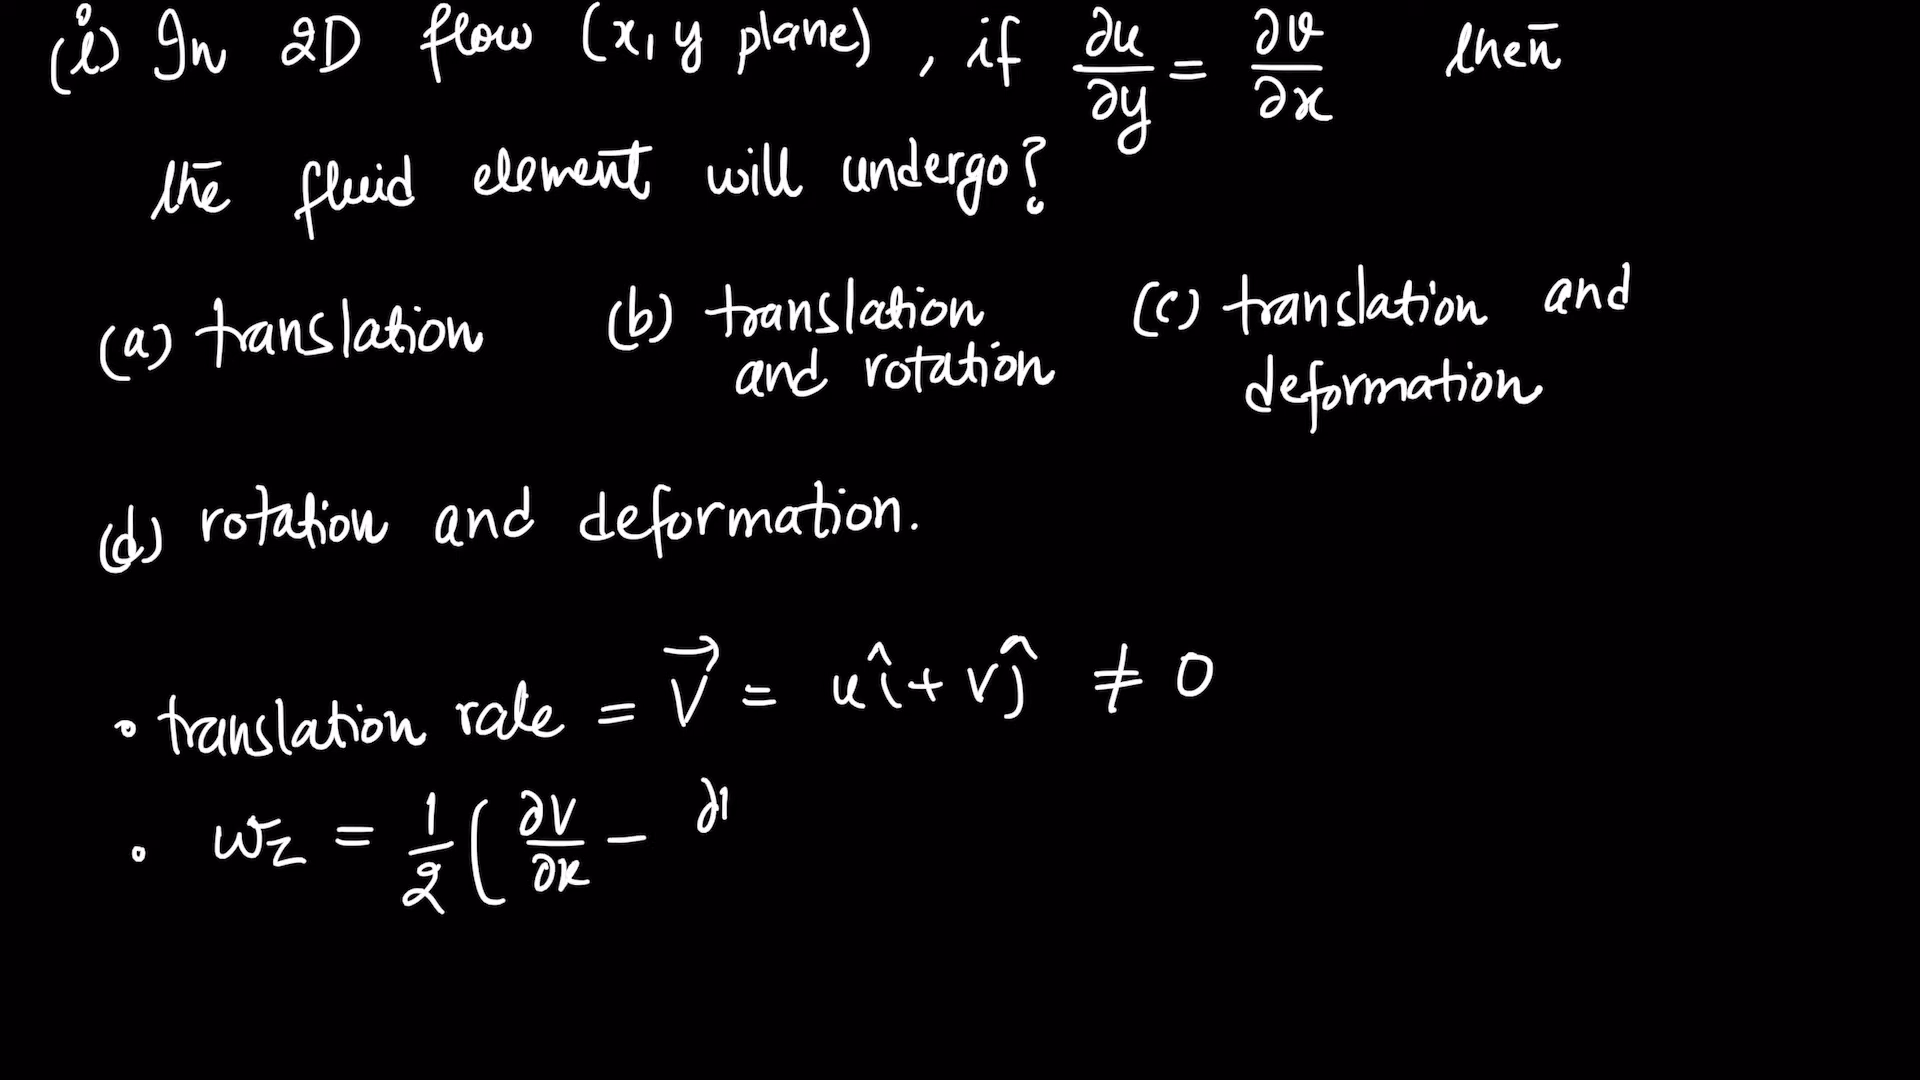 (i) In 2D flow (x, y plane), if ∂u/∂y = ∂v/∂x then
the fluid element will undergo?
(a) translation (b) translation and rotation (c) translation and deformation
(d) rotation and deformation.
• translation rate = V⃗ = uî + vĵ ≠ 0
• ω_z = 1/2 ( ∂v/∂x − ∂